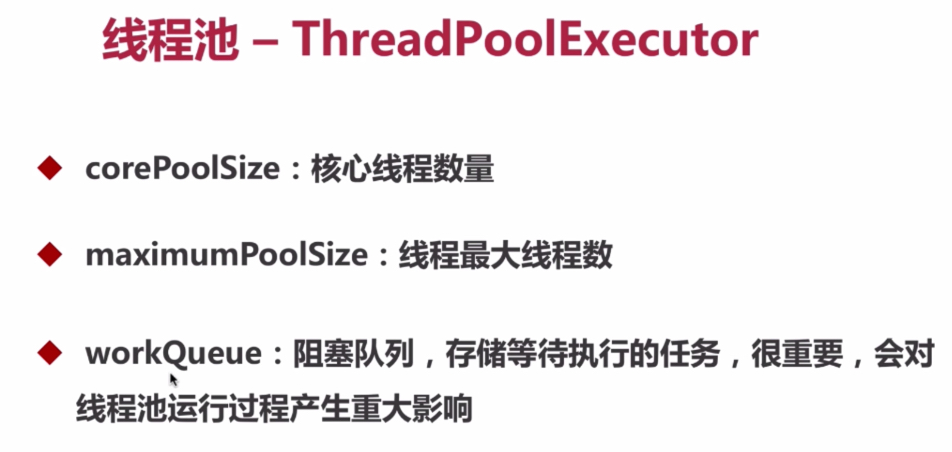 线程池 – ThreadPoolExecutor
corePoolSize：核心线程数量
maximumPoolSize：线程最大线程数
workQueue：阻塞队列，存储等待执行的任务，很重要，会对
线程池运行过程产生重大影响